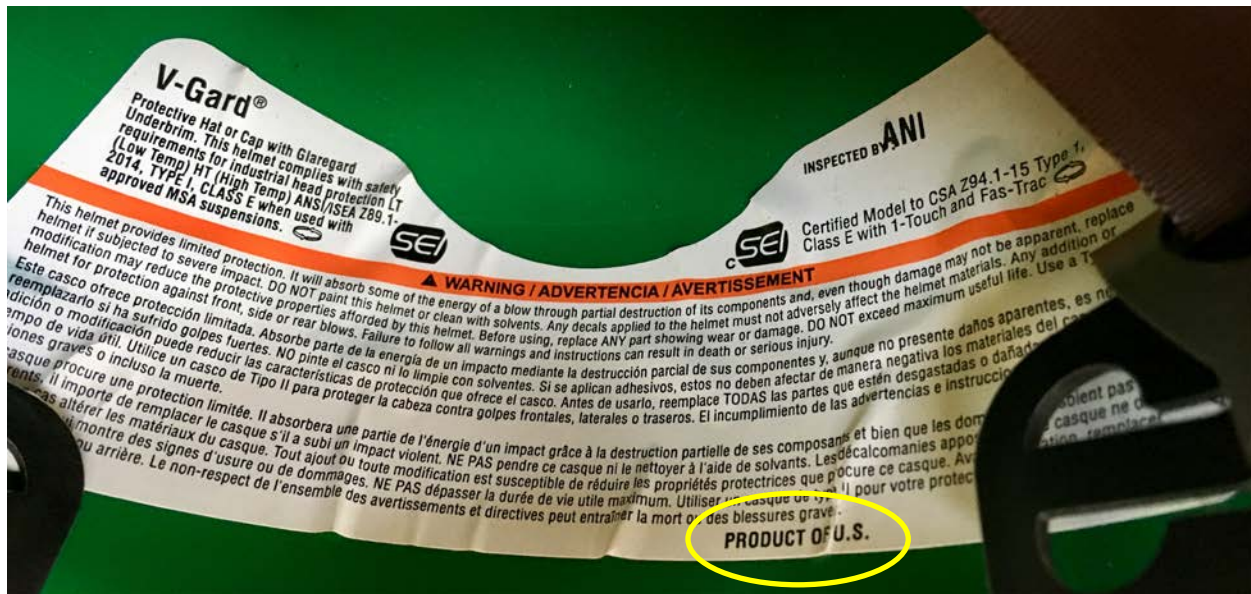 V-Gard®
Protective Hat or Cap with Glaregard
Underbrim. This helmet complies with safety
requirements for industrial head protection LT
(Low Temp) HT (High Temp) ANSI/ISEA Z89.1-
2014, TYPE I, CLASS E when used with
approved MSA suspensions.
SEI
INSPECTED BY ANI
Certified Model to CSA Z94.1-15 Type 1,
Class E with 1-Touch and Fas-Trac
C SEI
WARNING / ADVERTENCIA / AVERTISSEMENT
This helmet provides limited protection. It will absorb some of the energy of a blow through partial destruction of its components and, even though damage may not be apparent, replace
helmet if subjected to severe impact. DO NOT paint this helmet or clean with solvents. Any decals applied to the helmet must not adversely affect the helmet materials. Any addition or
modification may reduce the protective properties afforded by this helmet. Before using, replace ANY part showing wear or damage. DO NOT exceed maximum useful life. Use a
helmet for protection against front, side or rear blows. Failure to follow all warnings and instructions can result in death or serious injury.
Este casco ofrece protección limitada. Absorbe parte de la energía de un impacto mediante la destrucción parcial de sus componentes y, aunque no presente daños aparentes, es
reemplazarlo si ha sufrido golpes fuertes. NO pinte el casco ni lo limpie con solventes. Si se aplican adhesivos, estos no deben afectar de manera negativa los materiales del
dición o modificación puede reducir las características de protección que ofrece el casco. Antes de usarlo, reemplace TODAS las partes que estén desgastadas o dañad
empo de vida útil. Utilice un casco de Tipo II para proteger la cabeza contra golpes frontales, laterales o traseros. El incumplimiento de las advertencias e instrucci
siones graves o incluso la muerte.
casque procure une protection limitée. Il absorbera une partie de l'énergie d'un impact grâce à la destruction partielle de ses composants et bien que les dom
rents, il importe de remplacer le casque s'il a subi un impact violent. NE PAS pendre ce casque ni le nettoyer à l'aide de solvants. Les décalcomanies appos
cas altérer les matériaux du casque. Tout ajout ou toute modification est susceptible de réduire les propriétés protectrices que procure ce casque. Ava
montre des signes d'usure ou de dommages. NE PAS dépasser la durée de vie utile maximum. Utiliser un casque de type II pour votre protec
ou arrière. Le non-respect de l'ensemble des avertissements et directives peut entraîner la mort ou des blessures grave
PRODUCT OF U.S.